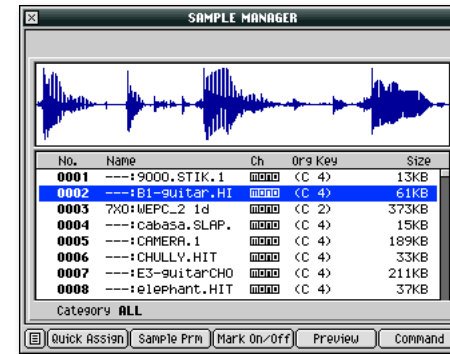 SAMPLE MANAGER
No. Name Ch Org Key Size
0001 ---:9000.STIK.1 mono (C 4) 13KB
0002 ---:B1-guitar.HI mono (C 4) 61KB
0003 7X0:WEPC_2 1d mono (C 2) 373KB
0004 ---:cabasa.SLAP. mono (C 4) 15KB
0005 ---:CAMERA.1 mono (C 4) 189KB
0006 ---:CHULLY.HIT mono (C 4) 33KB
0007 ---:E3-guitarCHO mono (C 4) 211KB
0008 ---:elephant.HIT mono (C 4) 37KB
Category ALL
Quick Assign Sample Prm Mark On/Off Preview Command